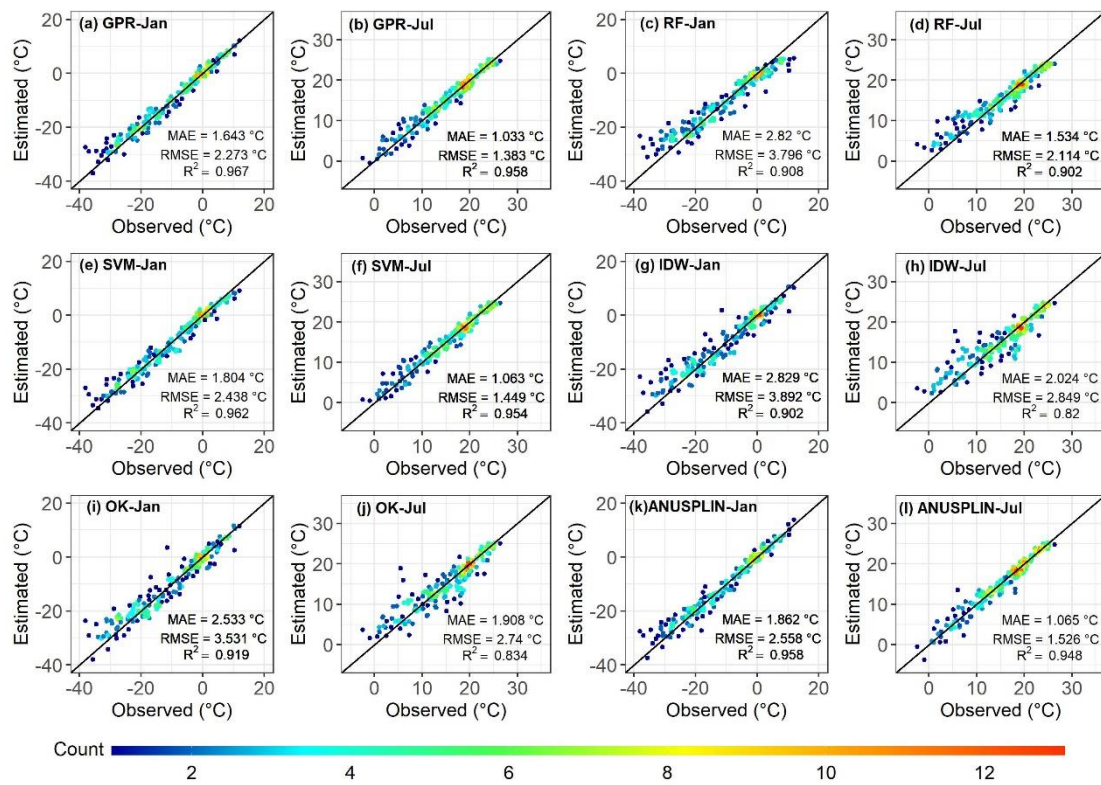 (a) GPR-Jan
(b) GPR-Jul
(c) RF-Jan
(d) RF-Jul
Estimated (°C)
20
0
-20
-40
MAE = 1.643 °C
RMSE = 2.273 °C
R² = 0.967
-40 -20 0 20
Observed (°C)
Estimated (°C)
30
20
10
0
MAE = 1.033 °C
RMSE = 1.383 °C
R² = 0.958
0 10 20 30
Observed (°C)
Estimated (°C)
20
0
-20
-40
MAE = 2.82 °C
RMSE = 3.796 °C
R² = 0.908
-40 -20 0 20
Observed (°C)
Estimated (°C)
30
20
10
0
MAE = 1.534 °C
RMSE = 2.114 °C
R² = 0.902
0 10 20 30
Observed (°C)
(e) SVM-Jan
(f) SVM-Jul
(g) IDW-Jan
(h) IDW-Jul
Estimated (°C)
20
0
-20
-40
MAE = 1.804 °C
RMSE = 2.438 °C
R² = 0.962
-40 -20 0 20
Observed (°C)
Estimated (°C)
30
20
10
0
MAE = 1.063 °C
RMSE = 1.449 °C
R² = 0.954
0 10 20 30
Observed (°C)
Estimated (°C)
20
0
-20
-40
MAE = 2.829 °C
RMSE = 3.892 °C
R² = 0.902
-40 -20 0 20
Observed (°C)
Estimated (°C)
30
20
10
0
MAE = 2.024 °C
RMSE = 2.849 °C
R² = 0.82
0 10 20 30
Observed (°C)
(i) OK-Jan
(j) OK-Jul
(k)ANUSPLIN-Jan
(l) ANUSPLIN-Jul
Estimated (°C)
20
0
-20
-40
MAE = 2.533 °C
RMSE = 3.531 °C
R² = 0.919
-40 -20 0 20
Observed (°C)
Estimated (°C)
30
20
10
0
MAE = 1.908 °C
RMSE = 2.74 °C
R² = 0.834
0 10 20 30
Observed (°C)
Estimated (°C)
20
0
-20
-40
MAE = 1.862 °C
RMSE = 2.558 °C
R² = 0.958
-40 -20 0 20
Observed (°C)
Estimated (°C)
30
20
10
0
MAE = 1.065 °C
RMSE = 1.526 °C
R² = 0.948
0 10 20 30
Observed (°C)
Count
2 4 6 8 10 12